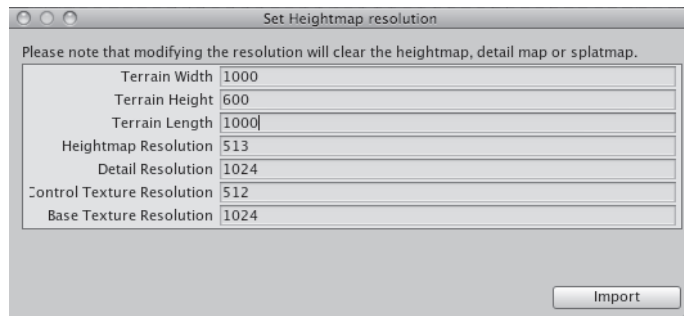 Set Heightmap resolution
Please note that modifying the resolution will clear the heightmap, detail map or splatmap.
Terrain Width 1000
Terrain Height 600
Terrain Length 1000
Heightmap Resolution 513
Detail Resolution 1024
Control Texture Resolution 512
Base Texture Resolution 1024
Import